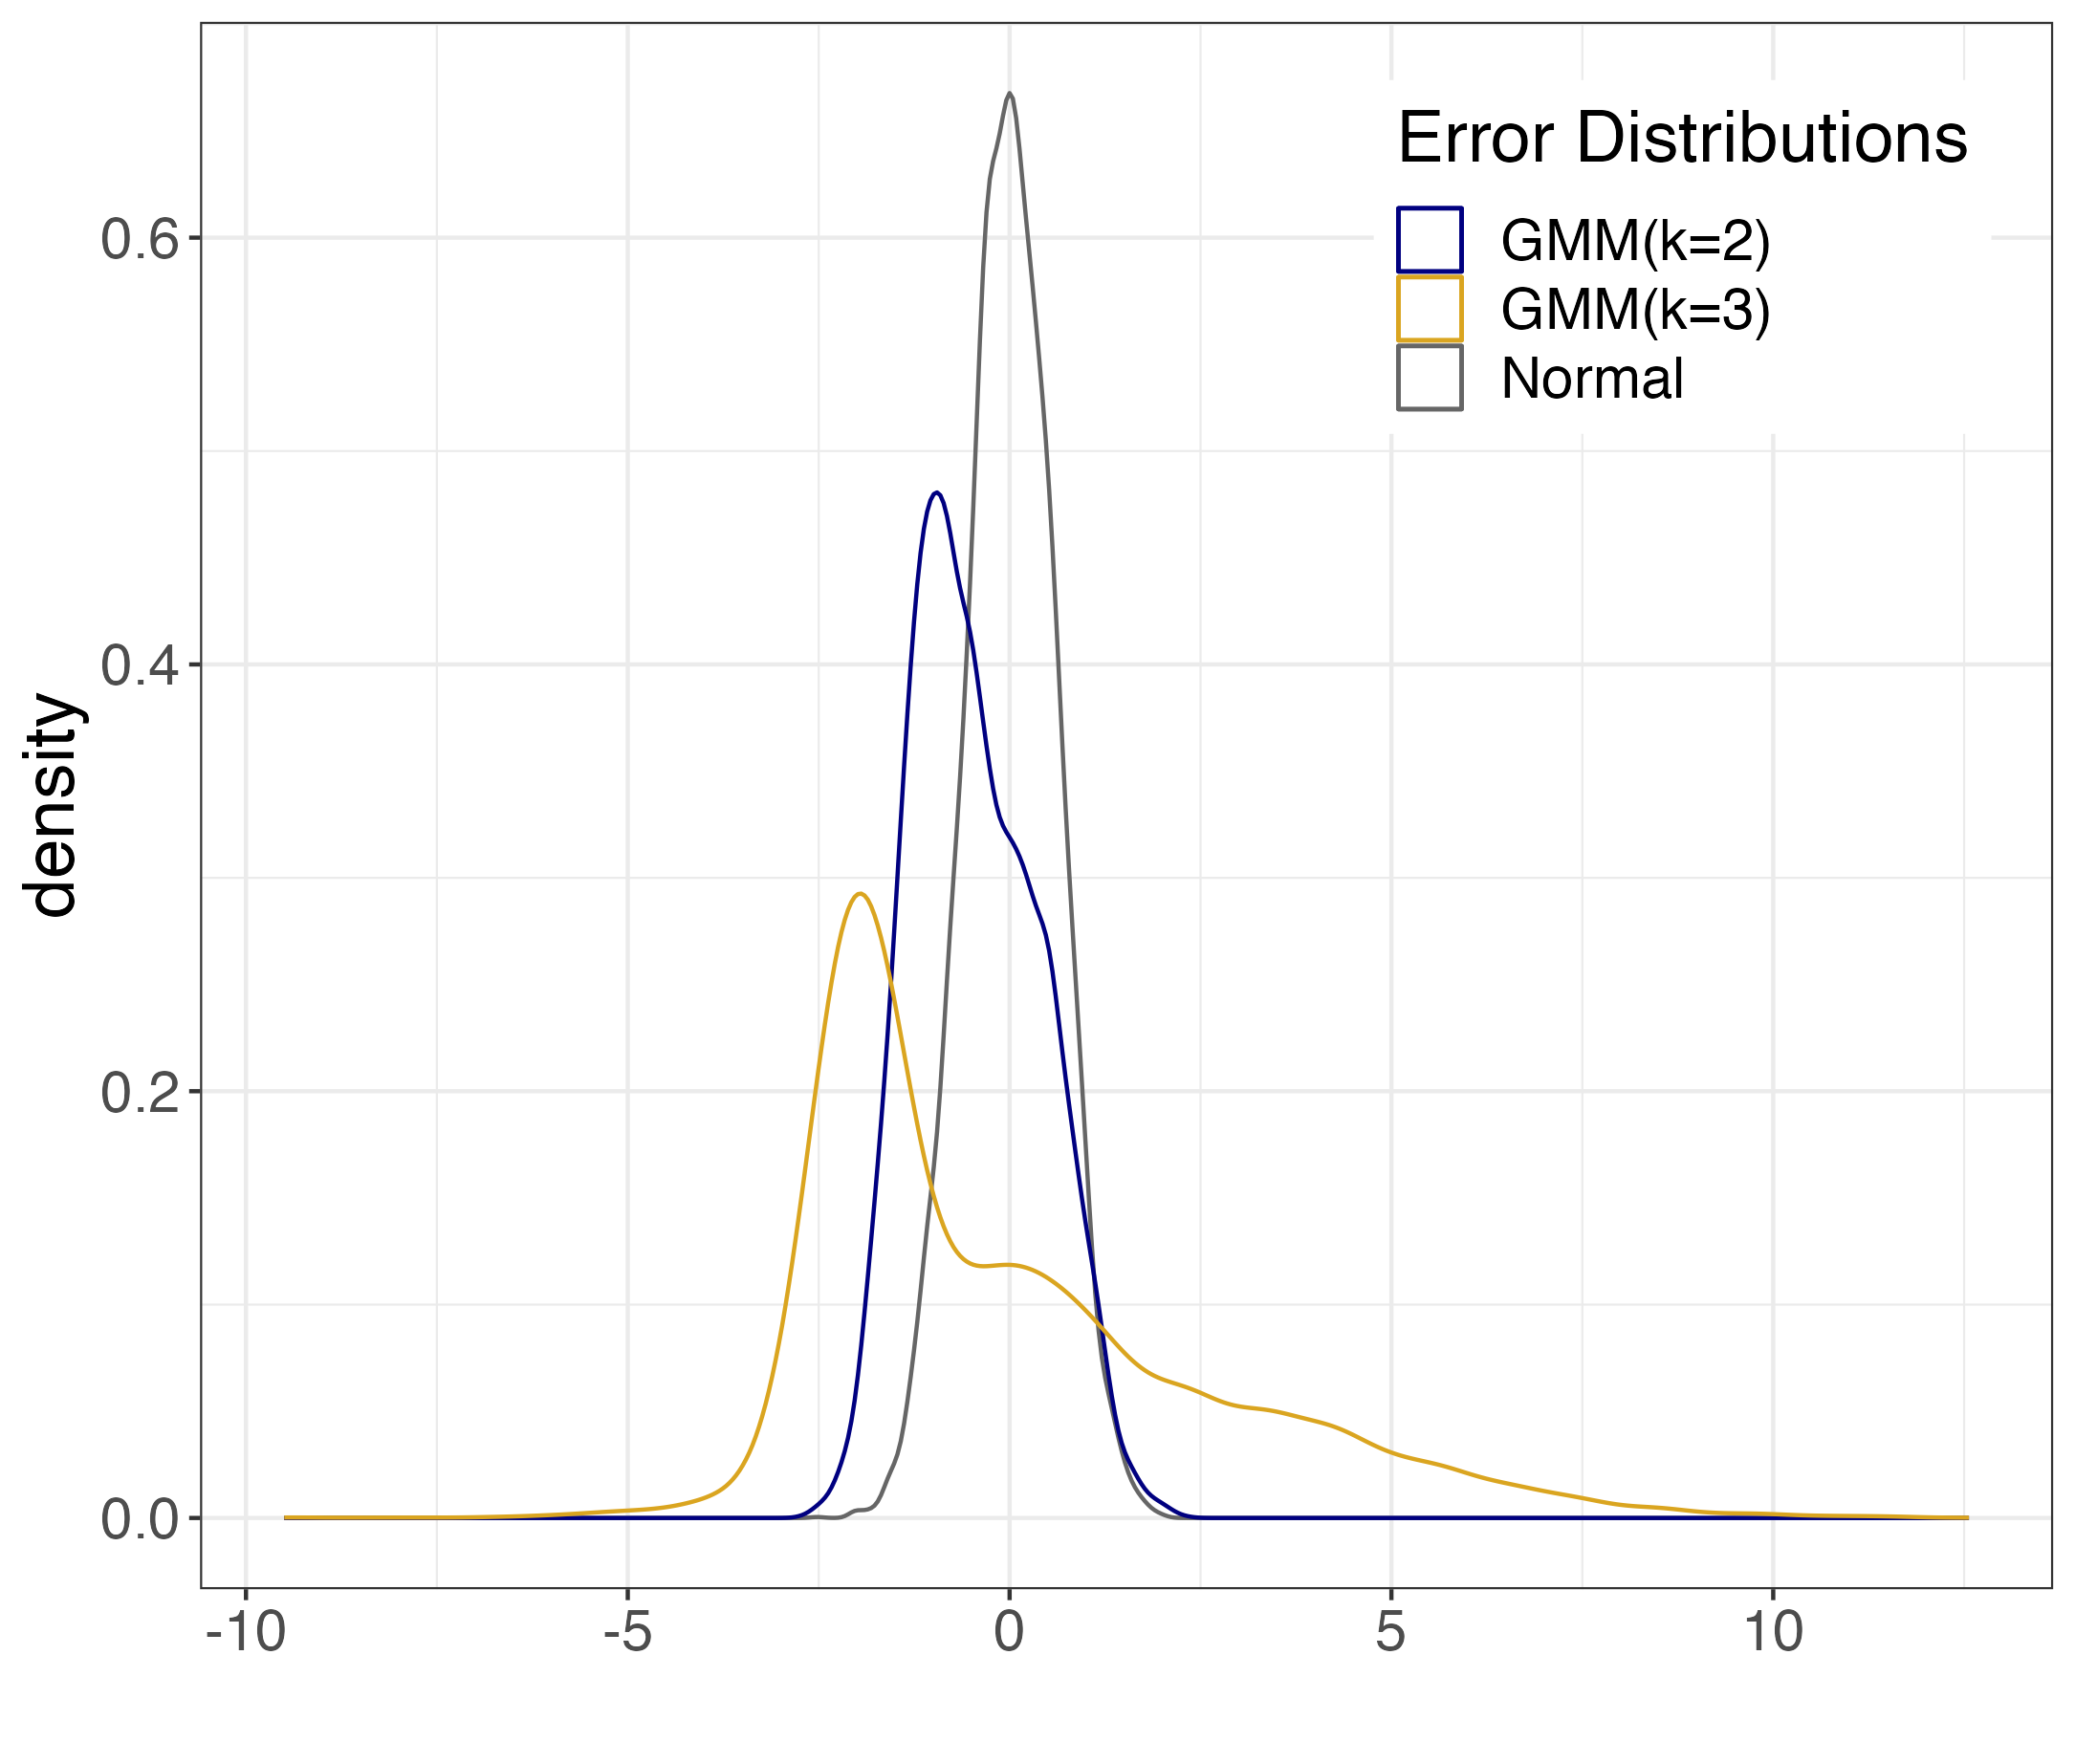 Error Distributions
GMM(k=2)
GMM(k=3)
Normal
density
0.6
0.4
0.2
0.0
-10 -5 0 5 10